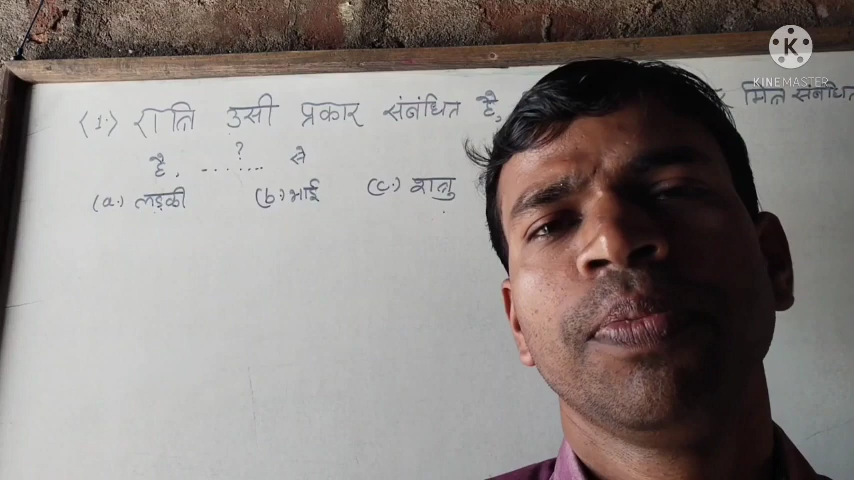 KINEMASTER
<1.> राति उसी प्रकार संबंधित है, मित्र संबंधित
है, ...?.... से
(a.) लड़की (b.) भाई (c.) शत्रु